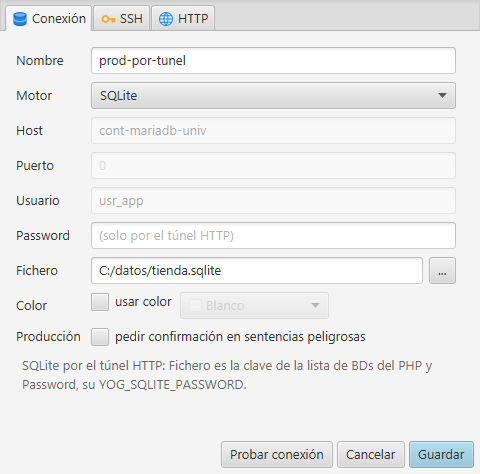 Conexión SSH HTTP
Nombre prod-por-tunel
Motor SQLite
Host cont-mariadb-univ
Puerto 0
Usuario usr_app
Password (solo por el túnel HTTP)
Fichero C:/datos/tienda.sqlite ...
Color usar color Blanco
Producción pedir confirmación en sentencias peligrosas
SQLite por el túnel HTTP: Fichero es la clave de la lista de BDs del PHP y
Password, su YOG_SQLITE_PASSWORD.
Probar conexión Cancelar Guardar